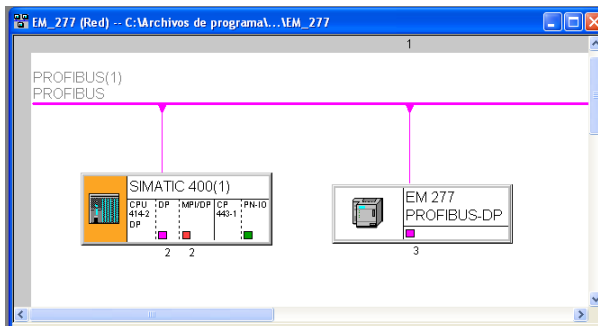 EM_277 (Red) -- C:\Archivos de programa\...\EM_277
1
PROFIBUS(1)
PROFIBUS
SIMATIC 400(1)
CPU 414-2 DP
DP
MPI/DP
CP 443-1
PN-IO
2
2
EM 277
PROFIBUS-DP
3